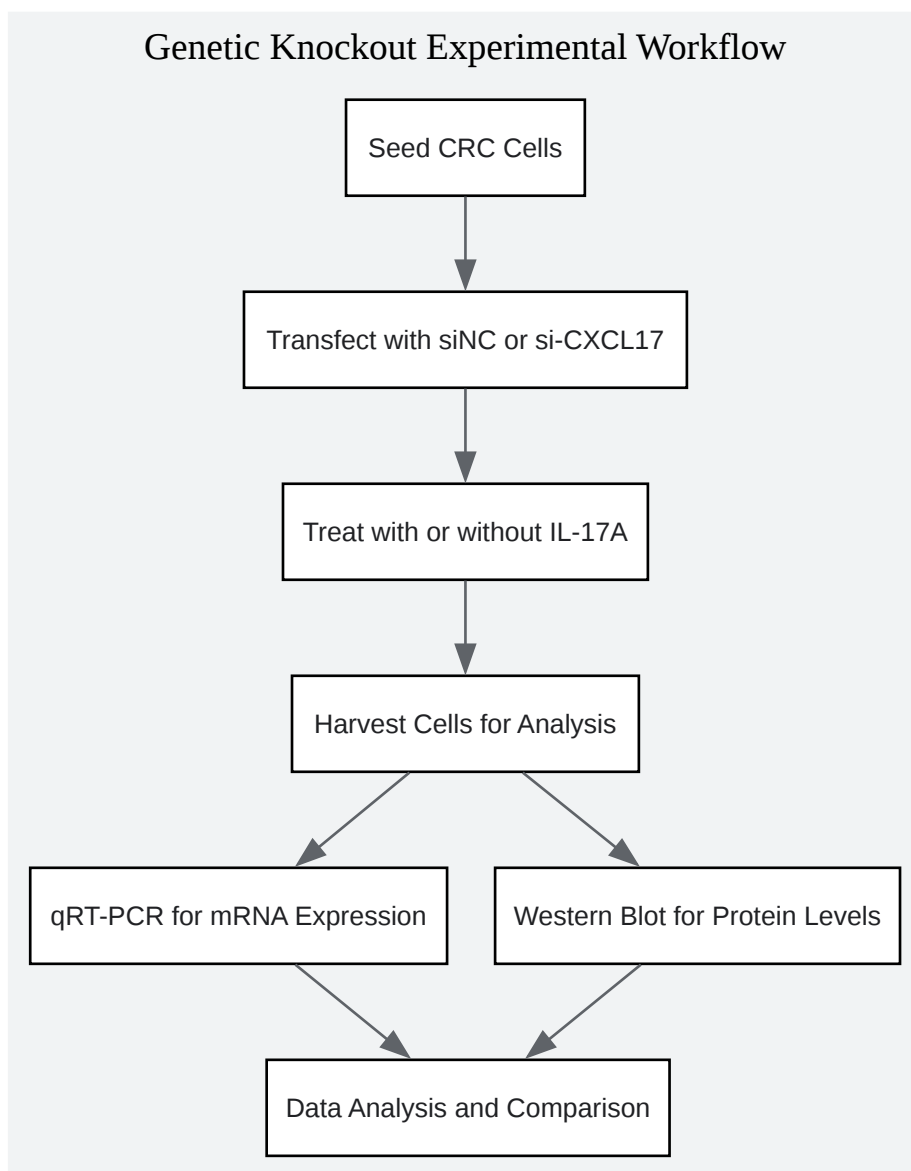 Genetic Knockout Experimental Workflow
Seed CRC Cells
Transfect with siNC or si-CXCL17
Treat with or without IL-17A
Harvest Cells for Analysis
qRT-PCR for mRNA Expression
Western Blot for Protein Levels
Data Analysis and Comparison